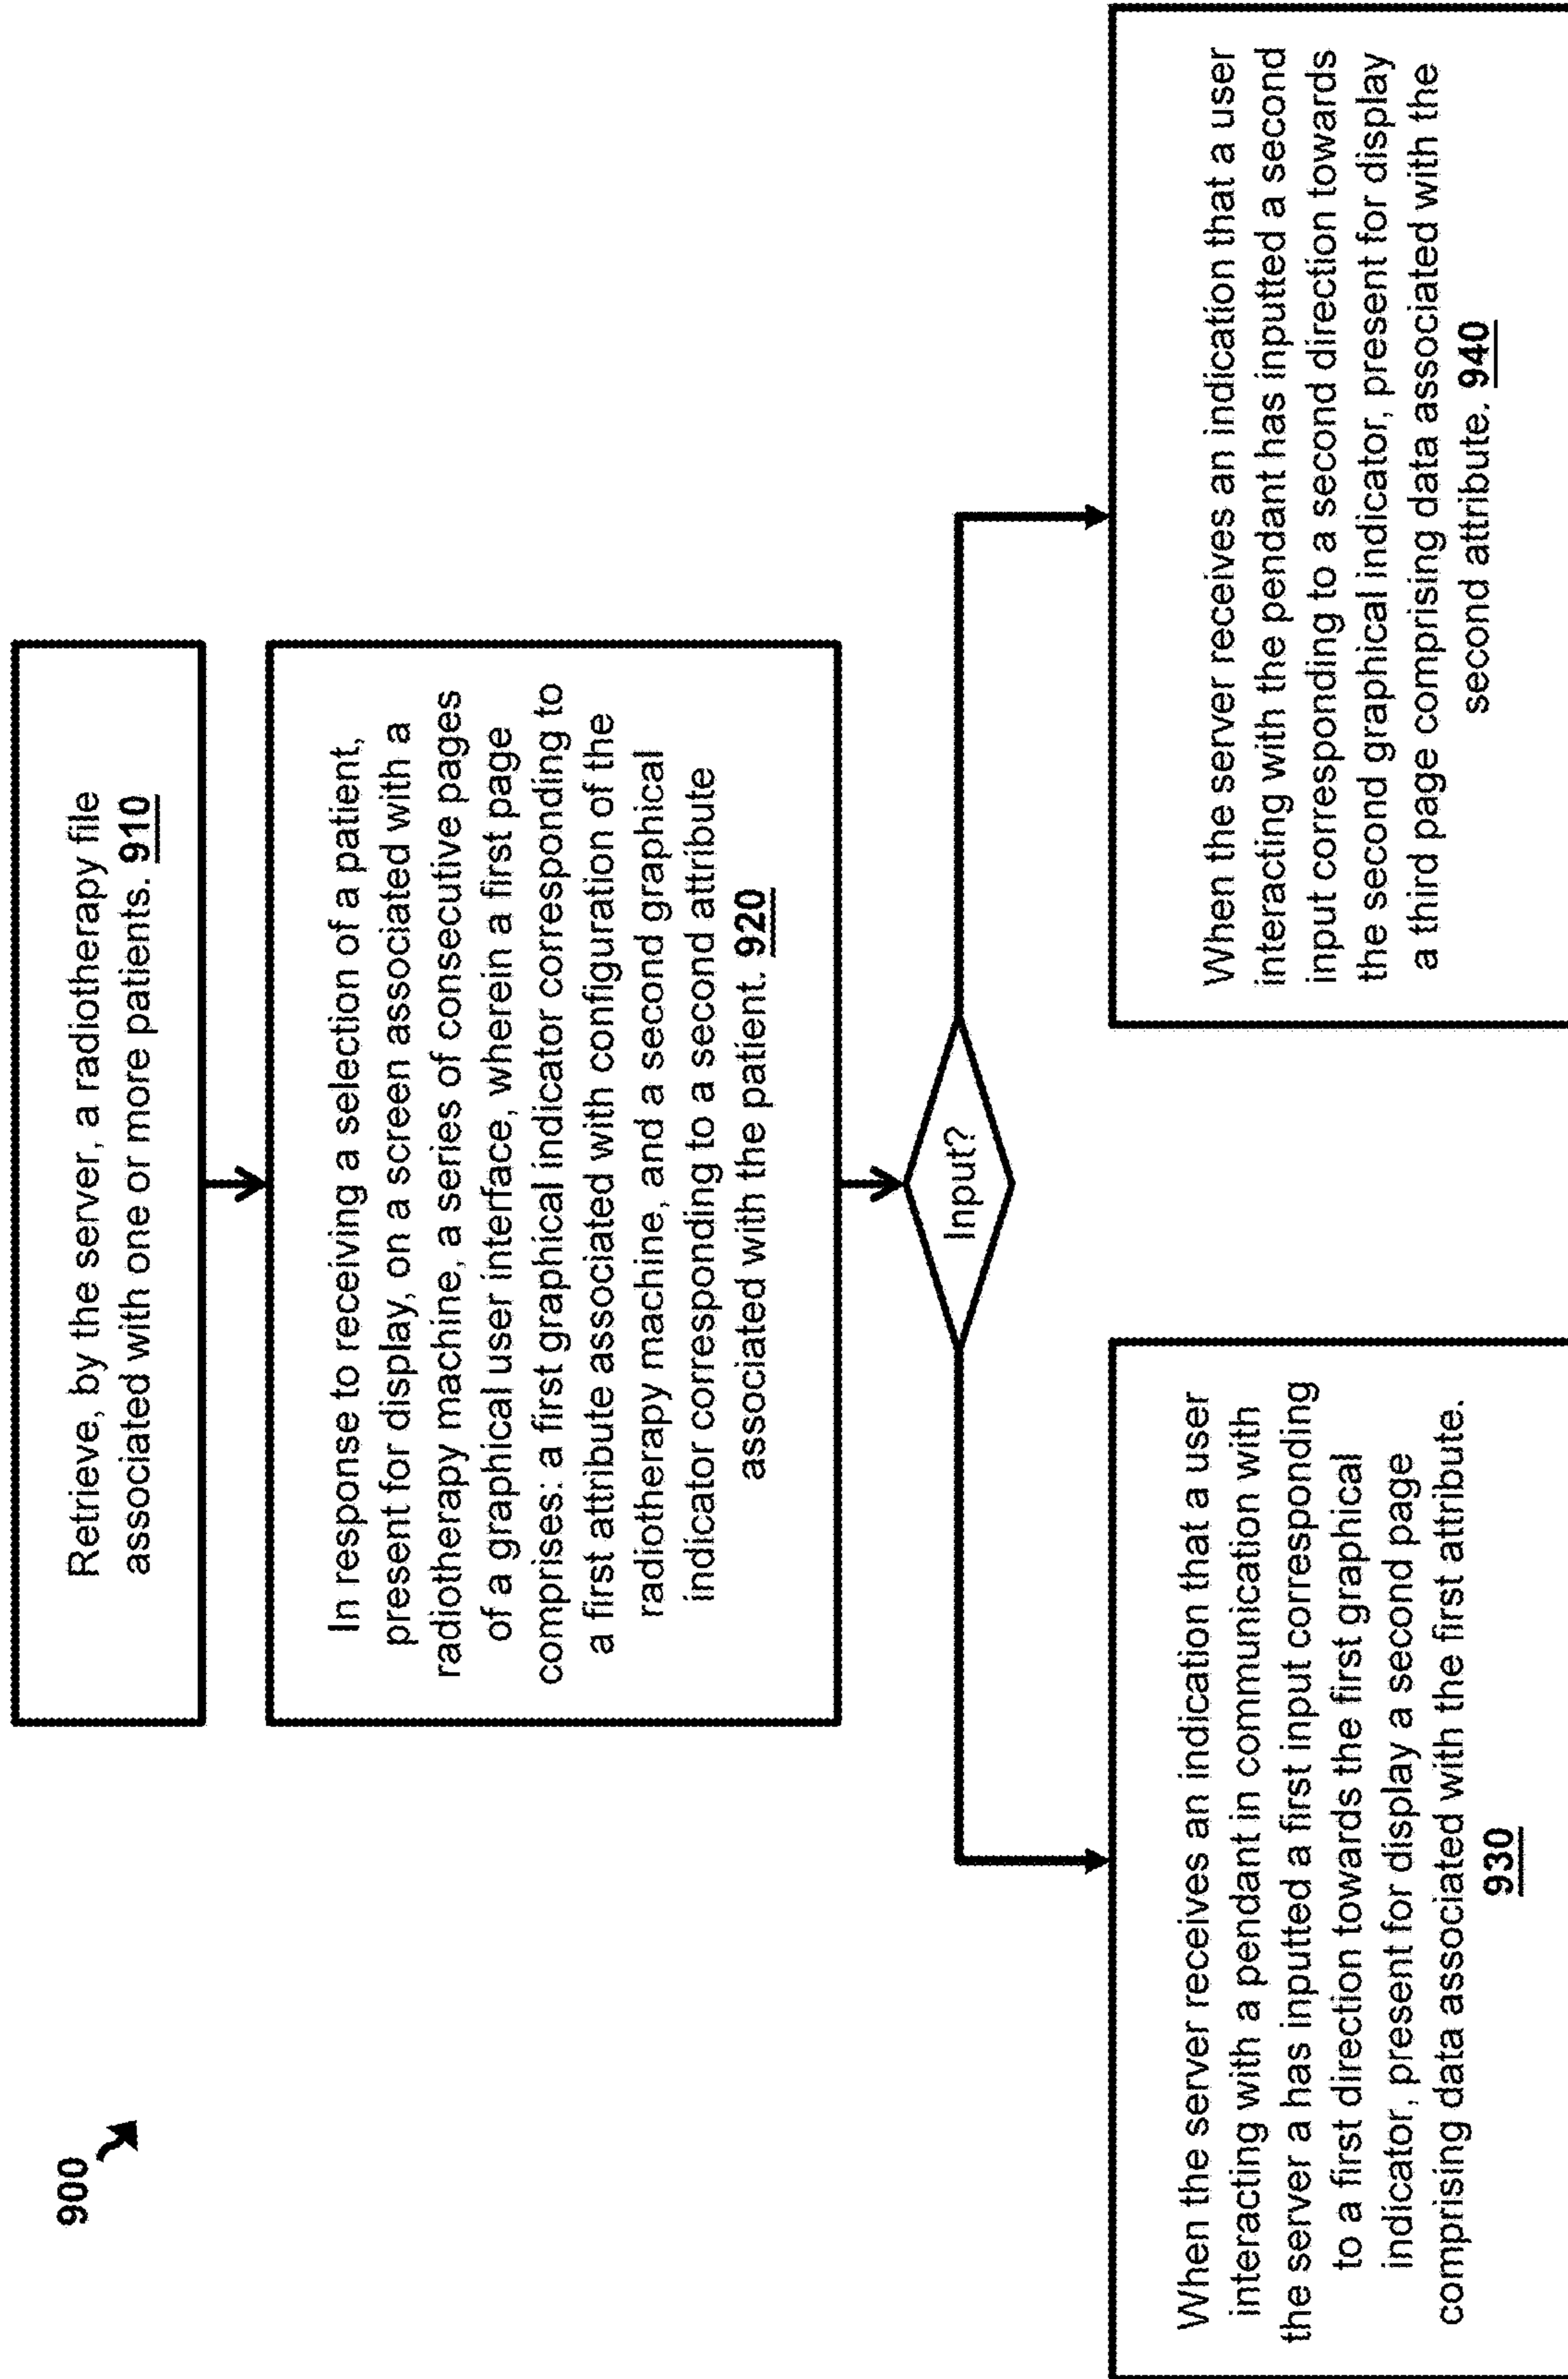 900
Retrieve, by the server, a radiotherapy file
associated with one or more patients. 910
In response to receiving a selection of a patient,
present for display, on a screen associated with a
radiotherapy machine, a series of consecutive pages
of a graphical user interface, wherein a first page
comprises: a first graphical indicator corresponding to
a first attribute associated with configuration of the
radiotherapy machine, and a second graphical
indicator corresponding to a second attribute
associated with the patient. 920
Input?
When the server receives an indication that a user
interacting with a pendant in communication with
the server a has inputted a first input corresponding
to a first direction towards the first graphical
indicator, present for display a second page
comprising data associated with the first attribute.
930
When the server receives an indication that a user
interacting with the pendant has inputted a second
input corresponding to a second direction towards
the second graphical indicator, present for display
a third page comprising data associated with the
second attribute. 940